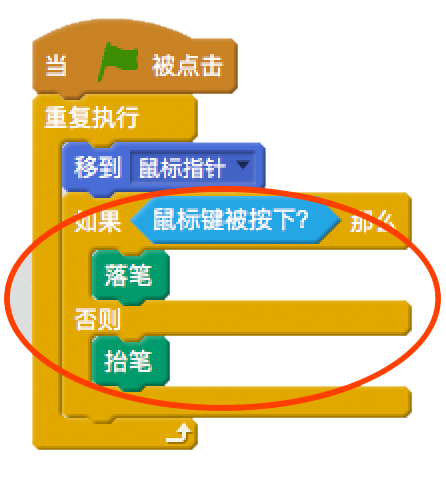 当 被点击
重复执行
移到 鼠标指针
如果 鼠标键被按下? 那么
落笔
否则
抬笔